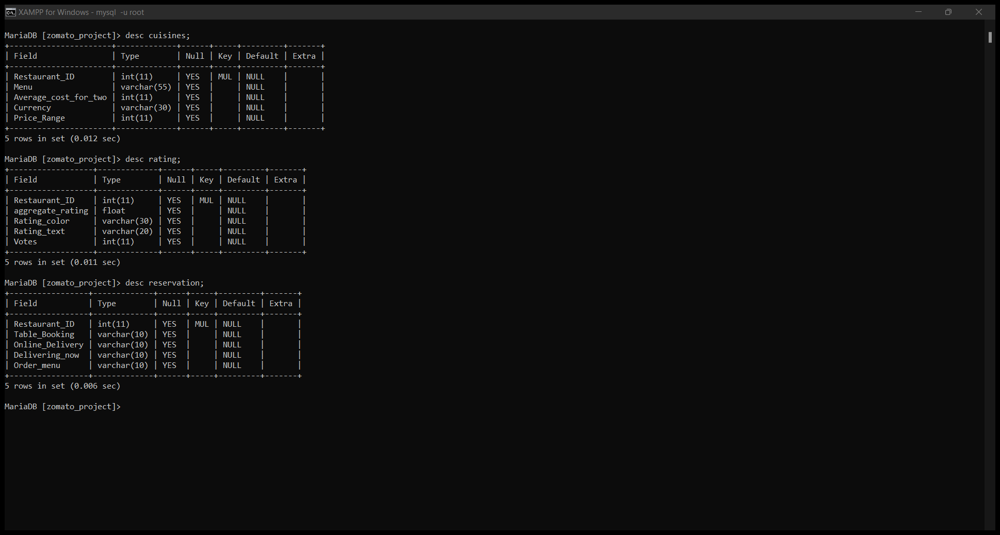 XAMPP for Windows - mysql  -u root
MariaDB [zomato_project]> desc cuisines;
+----------------------+-------------+------+-----+---------+-------+
| Field                | Type        | Null | Key | Default | Extra |
+----------------------+-------------+------+-----+---------+-------+
| Restaurant_ID        | int(11)     | YES  | MUL | NULL    |       |
| Menu                 | varchar(55) | YES  |     | NULL    |       |
| Average_cost_for_two | int(11)     | YES  |     | NULL    |       |
| Currency             | varchar(30) | YES  |     | NULL    |       |
| Price_Range          | int(11)     | YES  |     | NULL    |       |
+----------------------+-------------+------+-----+---------+-------+
5 rows in set (0.012 sec)
MariaDB [zomato_project]> desc rating;
+------------------+-------------+------+-----+---------+-------+
| Field            | Type        | Null | Key | Default | Extra |
+------------------+-------------+------+-----+---------+-------+
| Restaurant_ID    | int(11)     | YES  | MUL | NULL    |       |
| aggregate_rating | float       | YES  |     | NULL    |       |
| Rating_color     | varchar(30) | YES  |     | NULL    |       |
| Rating_text      | varchar(20) | YES  |     | NULL    |       |
| Votes            | int(11)     | YES  |     | NULL    |       |
+------------------+-------------+------+-----+---------+-------+
5 rows in set (0.011 sec)
MariaDB [zomato_project]> desc reservation;
+-----------------+-------------+------+-----+---------+-------+
| Field           | Type        | Null | Key | Default | Extra |
+-----------------+-------------+------+-----+---------+-------+
| Restaurant_ID   | int(11)     | YES  | MUL | NULL    |       |
| Table_Booking   | varchar(10) | YES  |     | NULL    |       |
| Online_Delivery | varchar(10) | YES  |     | NULL    |       |
| Delivering_now  | varchar(10) | YES  |     | NULL    |       |
| Order_menu      | varchar(10) | YES  |     | NULL    |       |
+-----------------+-------------+------+-----+---------+-------+
5 rows in set (0.006 sec)
MariaDB [zomato_project]>